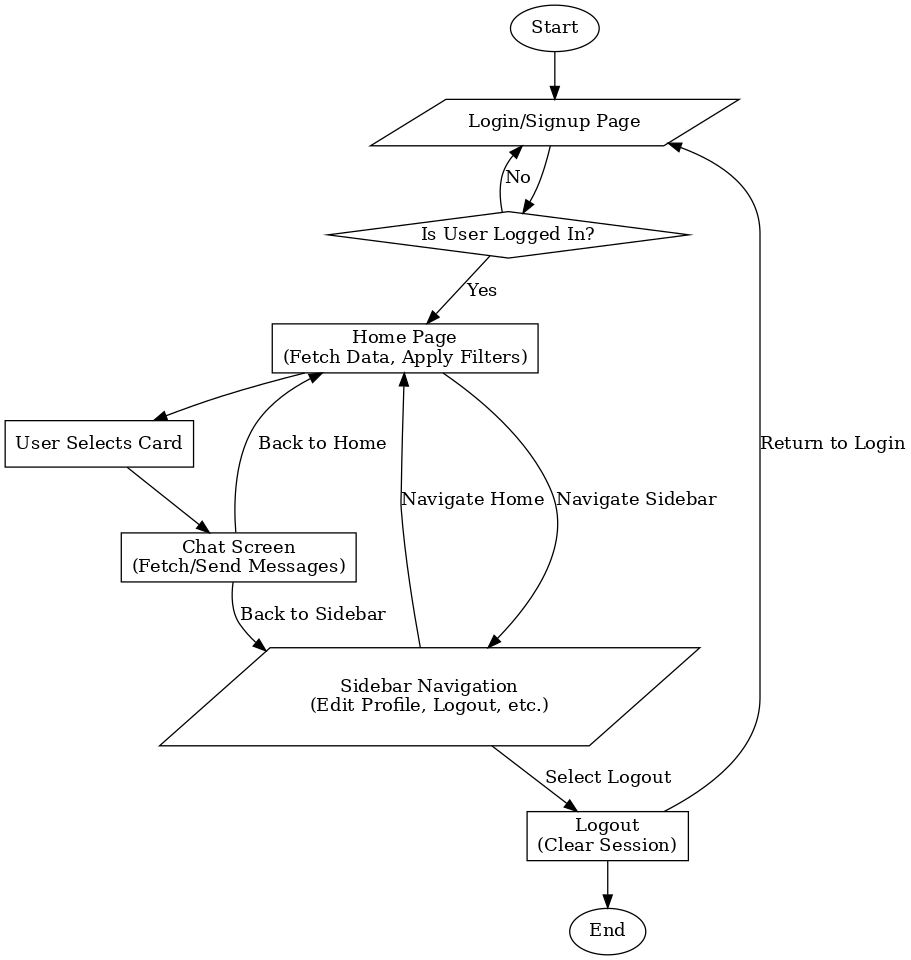 Start
Login/Signup Page
No
Is User Logged In?
Yes
Home Page
(Fetch Data, Apply Filters)
User Selects Card
Back to Home
Return to Login
Navigate Home
Navigate Sidebar
Chat Screen
(Fetch/Send Messages)
Back to Sidebar
Sidebar Navigation
(Edit Profile, Logout, etc.)
Select Logout
Logout
(Clear Session)
End